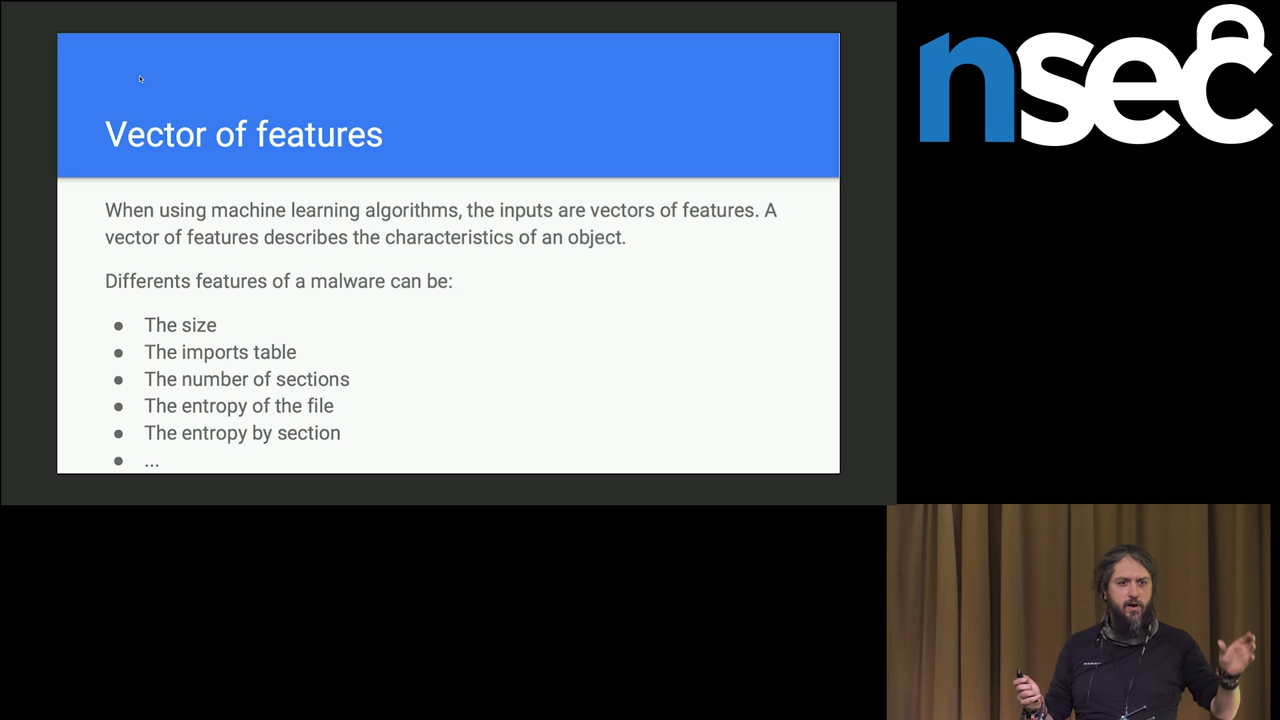 nsec
Vector of features
When using machine learning algorithms, the inputs are vectors of features. A
vector of features describes the characteristics of an object.
Differents features of a malware can be:
● The size
● The imports table
● The number of sections
● The entropy of the file
● The entropy by section
● ...